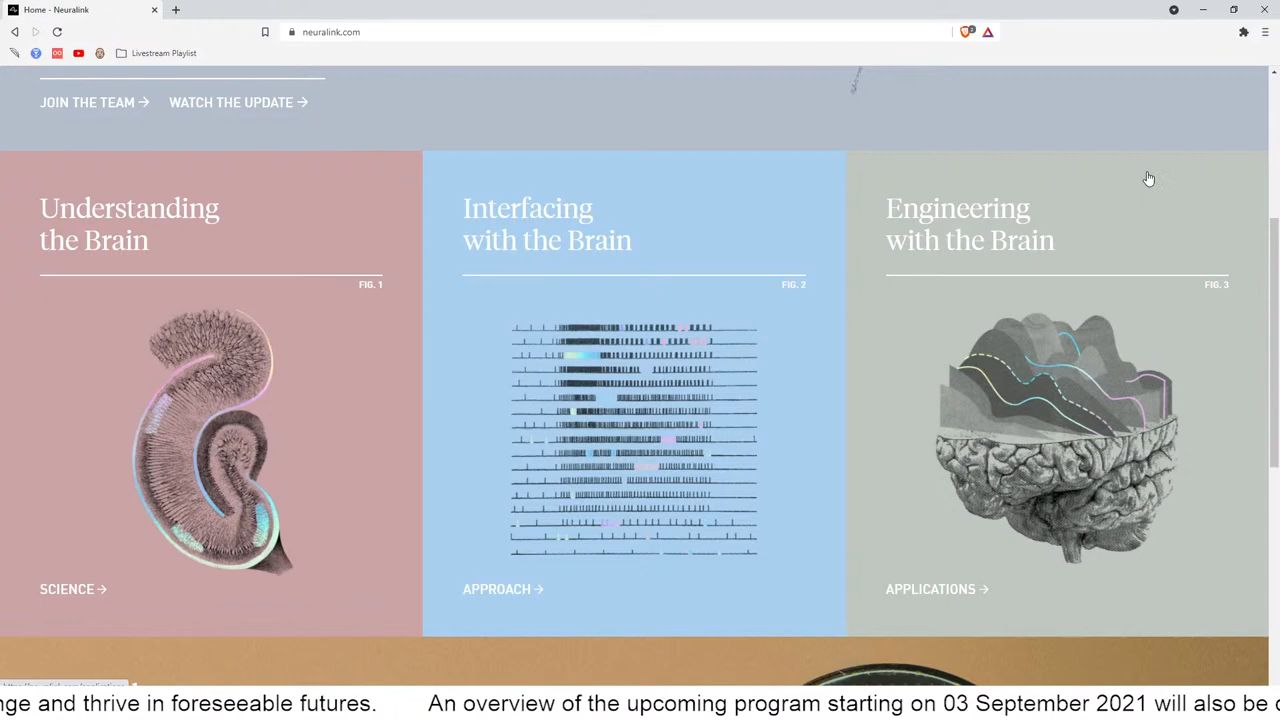 Home - Neuralink
neuralink.com
Livestream Playlist
JOIN THE TEAM → WATCH THE UPDATE →
Understanding
the Brain
FIG. 1
SCIENCE →
Interfacing
with the Brain
FIG. 2
APPROACH →
Engineering
with the Brain
FIG. 3
APPLICATIONS →
nge and thrive in foreseeable futures. An overview of the upcoming program starting on 03 September 2021 will also be